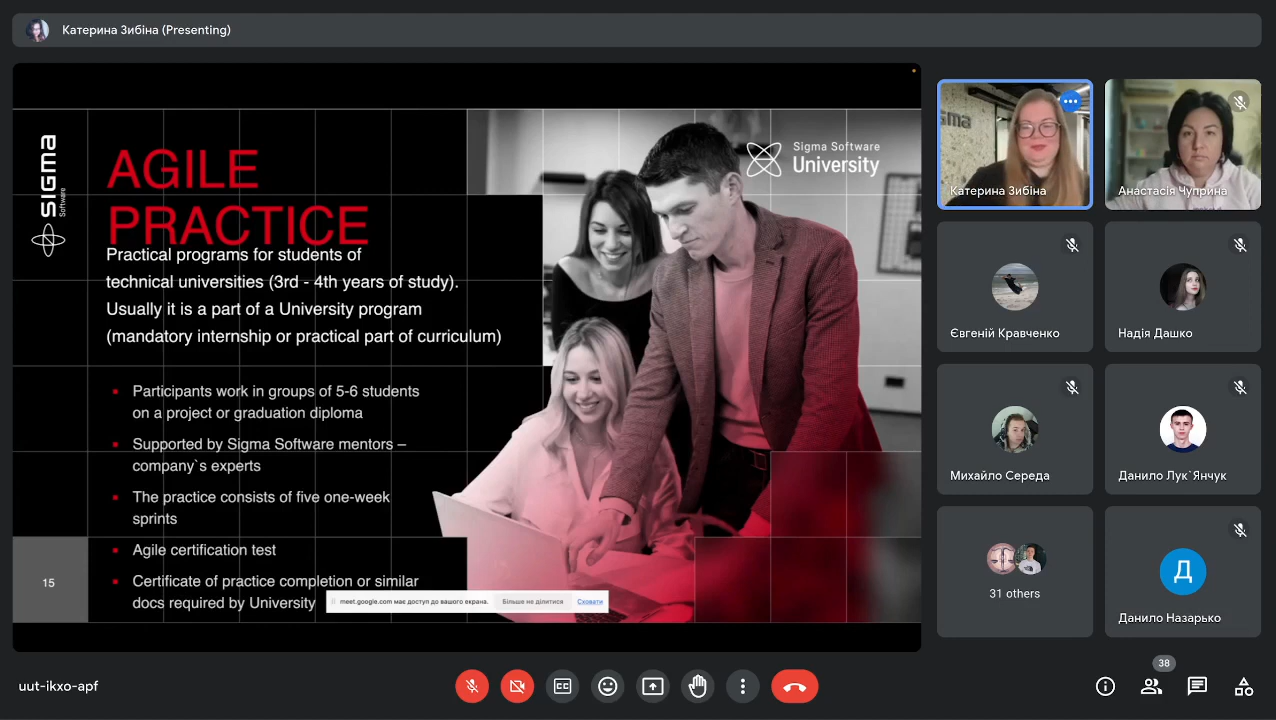 Катерина Зибіна (Presenting)
SIGMA
Software
AGILE
PRACTICE
Practical programs for students of
technical universities (3rd - 4th years of study).
Usually it is a part of a University program
(mandatory internship or practical part of curriculum)
Participants work in groups of 5-6 students
on a project or graduation diploma
Supported by Sigma Software mentors –
company`s experts
The practice consists of five one-week
sprints
Agile certification test
Certificate of practice completion or similar
docs required by University
15
Sigma Software
University
meet.google.com має доступ до вашого екрана.
Більше не ділитися
Сховати
Катерина Зибіна
Анастасія Чуприна
Євгеній Кравченко
Надія Дашко
Михайло Середа
Данило Лук`Янчук
31 others
Д
Данило Назарько
uut-ikxo-apf
CC
38